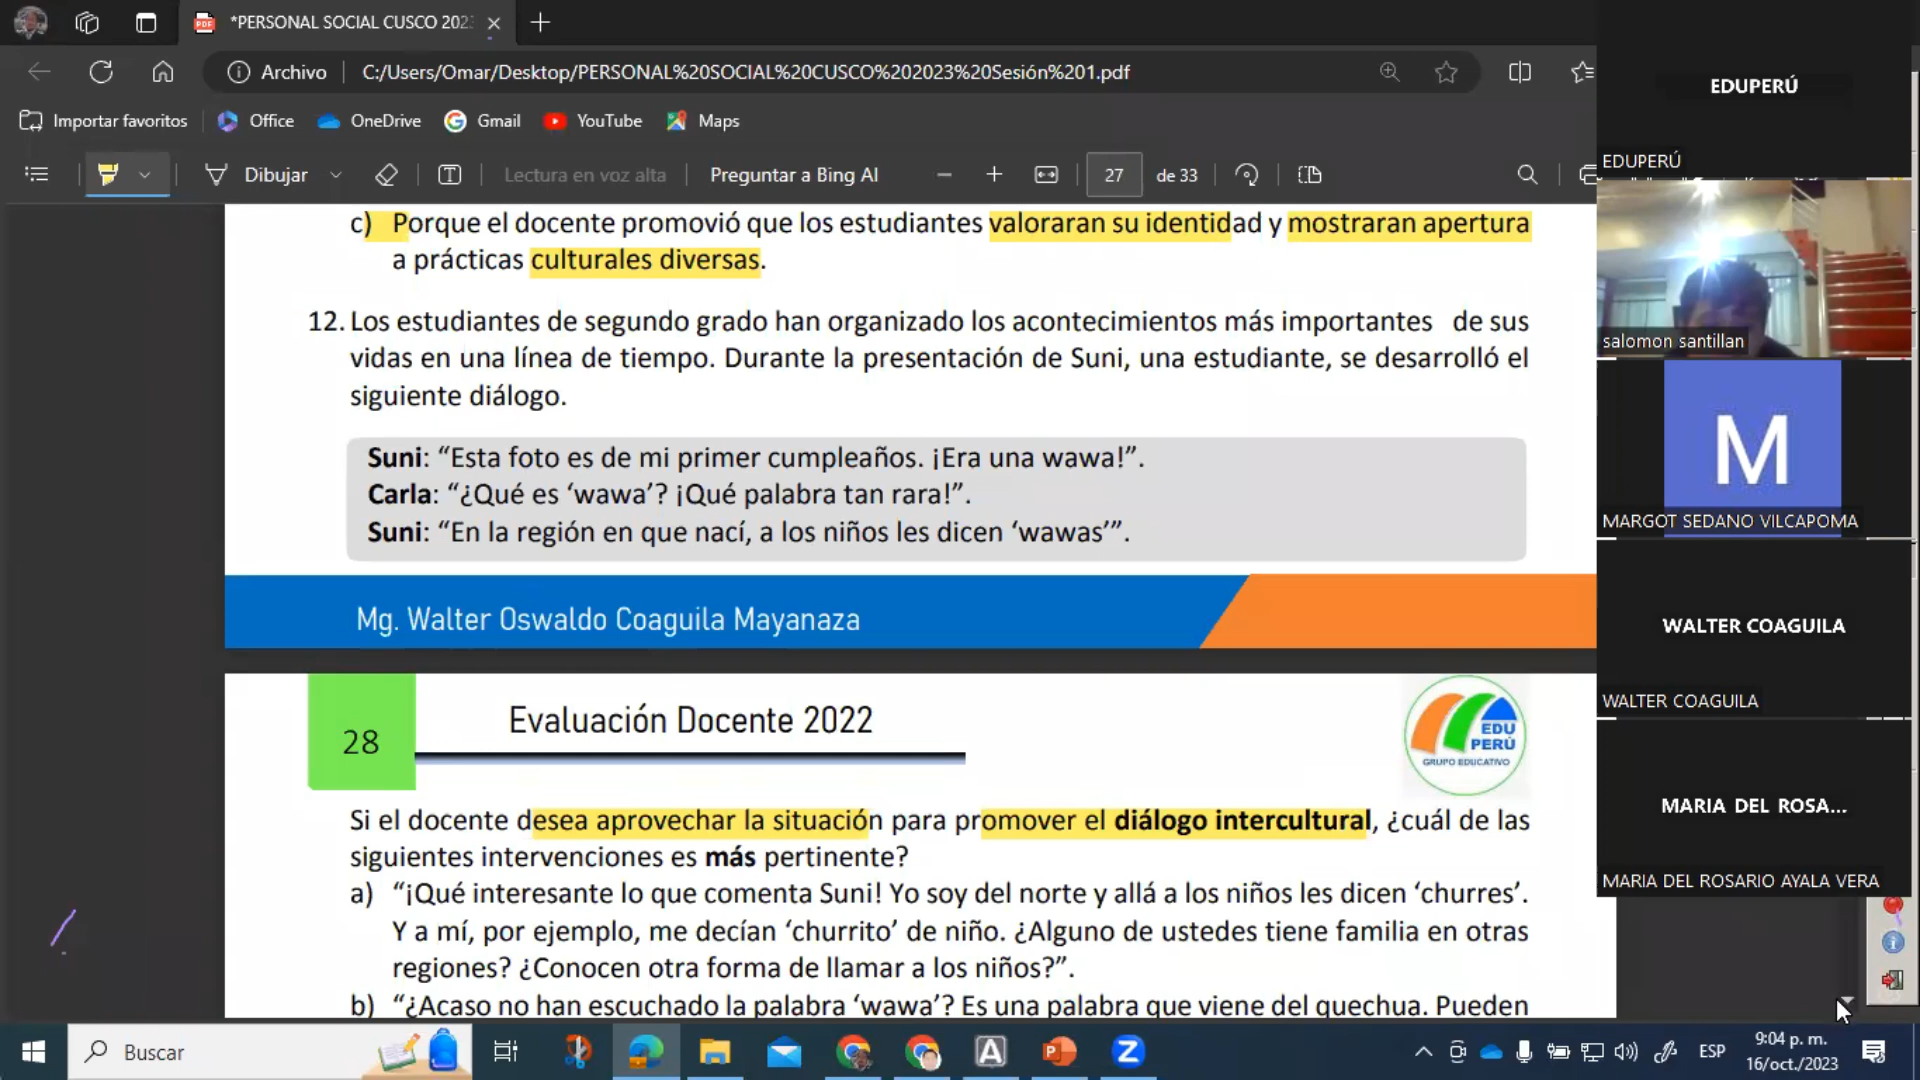 *PERSONAL SOCIAL CUSCO 202
Archivo
C:/Users/Omar/Desktop/PERSONAL%20SOCIAL%20CUSCO%202023%20Sesión%201.pdf
Importar favoritos
Office
OneDrive
Gmail
YouTube
Maps
Dibujar
Lectura en voz alta
Preguntar a Bing AI
27
de 33
c) Porque el docente promovió que los estudiantes valoraran su identidad y mostraran apertura
a prácticas culturales diversas.
12. Los estudiantes de segundo grado han organizado los acontecimientos más importantes de sus
vidas en una línea de tiempo. Durante la presentación de Suni, una estudiante, se desarrolló el
siguiente diálogo.
Suni: “Esta foto es de mi primer cumpleaños. ¡Era una wawa!”.
Carla: “¿Qué es ‘wawa’? ¡Qué palabra tan rara!”.
Suni: “En la región en que nací, a los niños les dicen ‘wawas’”.
Mg. Walter Oswaldo Coaguila Mayanaza
28
Evaluación Docente 2022
EDU
PERÚ
GRUPO EDUCATIVO
Si el docente desea aprovechar la situación para promover el diálogo intercultural, ¿cuál de las
siguientes intervenciones es más pertinente?
a) “¡Qué interesante lo que comenta Suni! Yo soy del norte y allá a los niños les dicen ‘churres’.
Y a mí, por ejemplo, me decían ‘churrito’ de niño. ¿Alguno de ustedes tiene familia en otras
regiones? ¿Conocen otra forma de llamar a los niños?”.
b) “¿Acaso no han escuchado la palabra ‘wawa’? Es una palabra que viene del quechua. Pueden
EDUPERÚ
EDUPERÚ
salomon santillan
M
MARGOT SEDANO VILCAPOMA
WALTER COAGUILA
WALTER COAGUILA
MARIA DEL ROSA...
MARIA DEL ROSARIO AYALA VERA
Buscar
ESP
9:04 p. m.
16/oct./2023